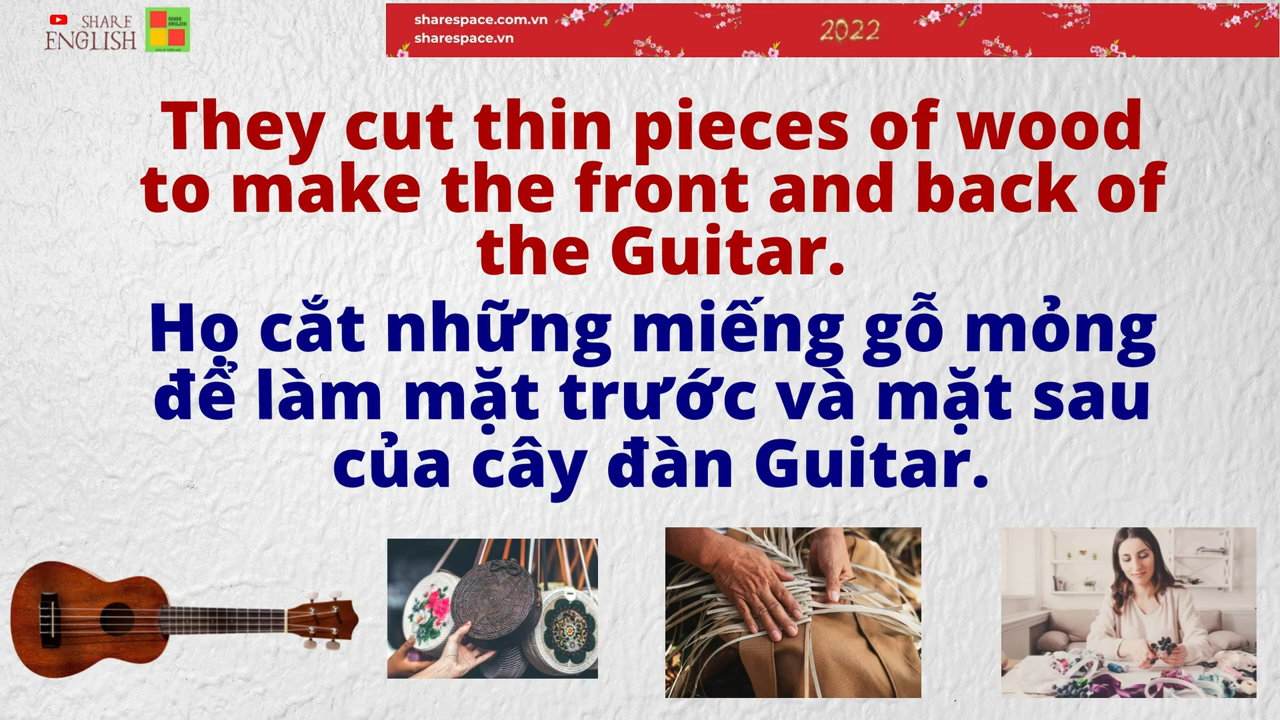 SHARE
ENGLISH
SHARE
ENGLISH
sharespace.com.vn
sharespace.vn
2022
They cut thin pieces of wood
to make the front and back of
the Guitar.
Họ cắt những miếng gỗ mỏng
để làm mặt trước và mặt sau
của cây đàn Guitar.